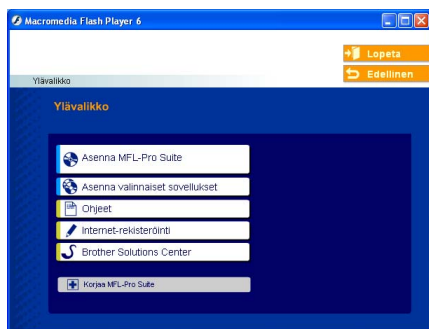 Macromedia Flash Player 6
Lopeta
Edellinen
Ylävalikko
Ylävalikko
Asenna MFL-Pro Suite
Asenna valinnaiset sovellukset
Ohjeet
Internet-rekisteröinti
Brother Solutions Center
Korjaa MFL-Pro Suite